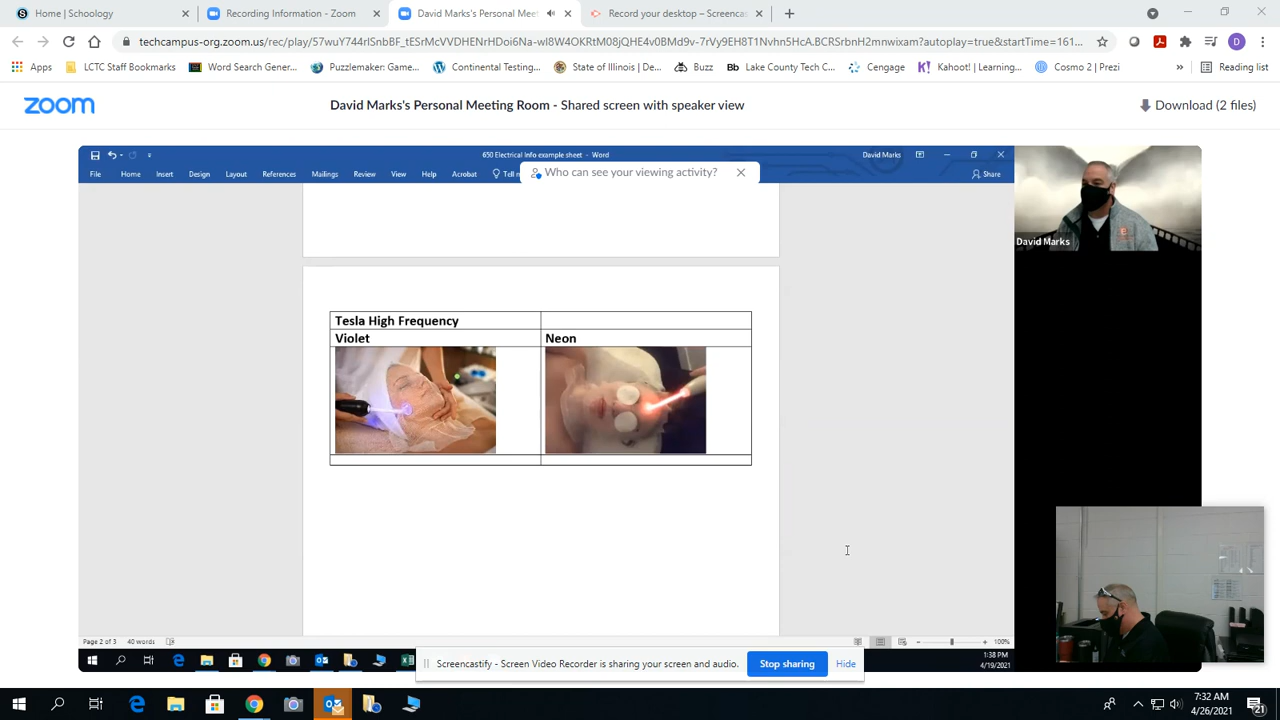 Home | Schoology
Recording Information - Zoom
David Marks's Personal Meet
Record your desktop – Screencas
techcampus-org.zoom.us/rec/play/57wuY744rlSnbBF_tESrMcVVDHENrHDoi6Na-wl8W4OKRtM08jQHE4v0BMd9v-7rVy9EH8T1Nvhn5HcA.BCRSrbnH2mnwixam?autoplay=true&startTime=161...
D
Apps
LCTC Staff Bookmarks
Word Search Gener...
Puzzlemaker: Game...
Continental Testing...
State of Illinois | De...
Buzz
Bb Lake County Tech C...
Cengage
K! Kahoot! | Learning...
Cosmo 2 | Prezi
»
Reading list
zoom
David Marks's Personal Meeting Room - Shared screen with speaker view
Download (2 files)
650 Electrical Info example sheet - Word
David Marks
File Home Insert Design Layout References Mailings Review View Help Acrobat Tell
Share
Who can see your viewing activity?
David Marks
Tesla High Frequency
Violet Neon
Page 2 of 3 40 words
100%
1:38 PM
4/19/2021
Screencastify - Screen Video Recorder is sharing your screen and audio.
Stop sharing
Hide
7:32 AM
4/26/2021
21